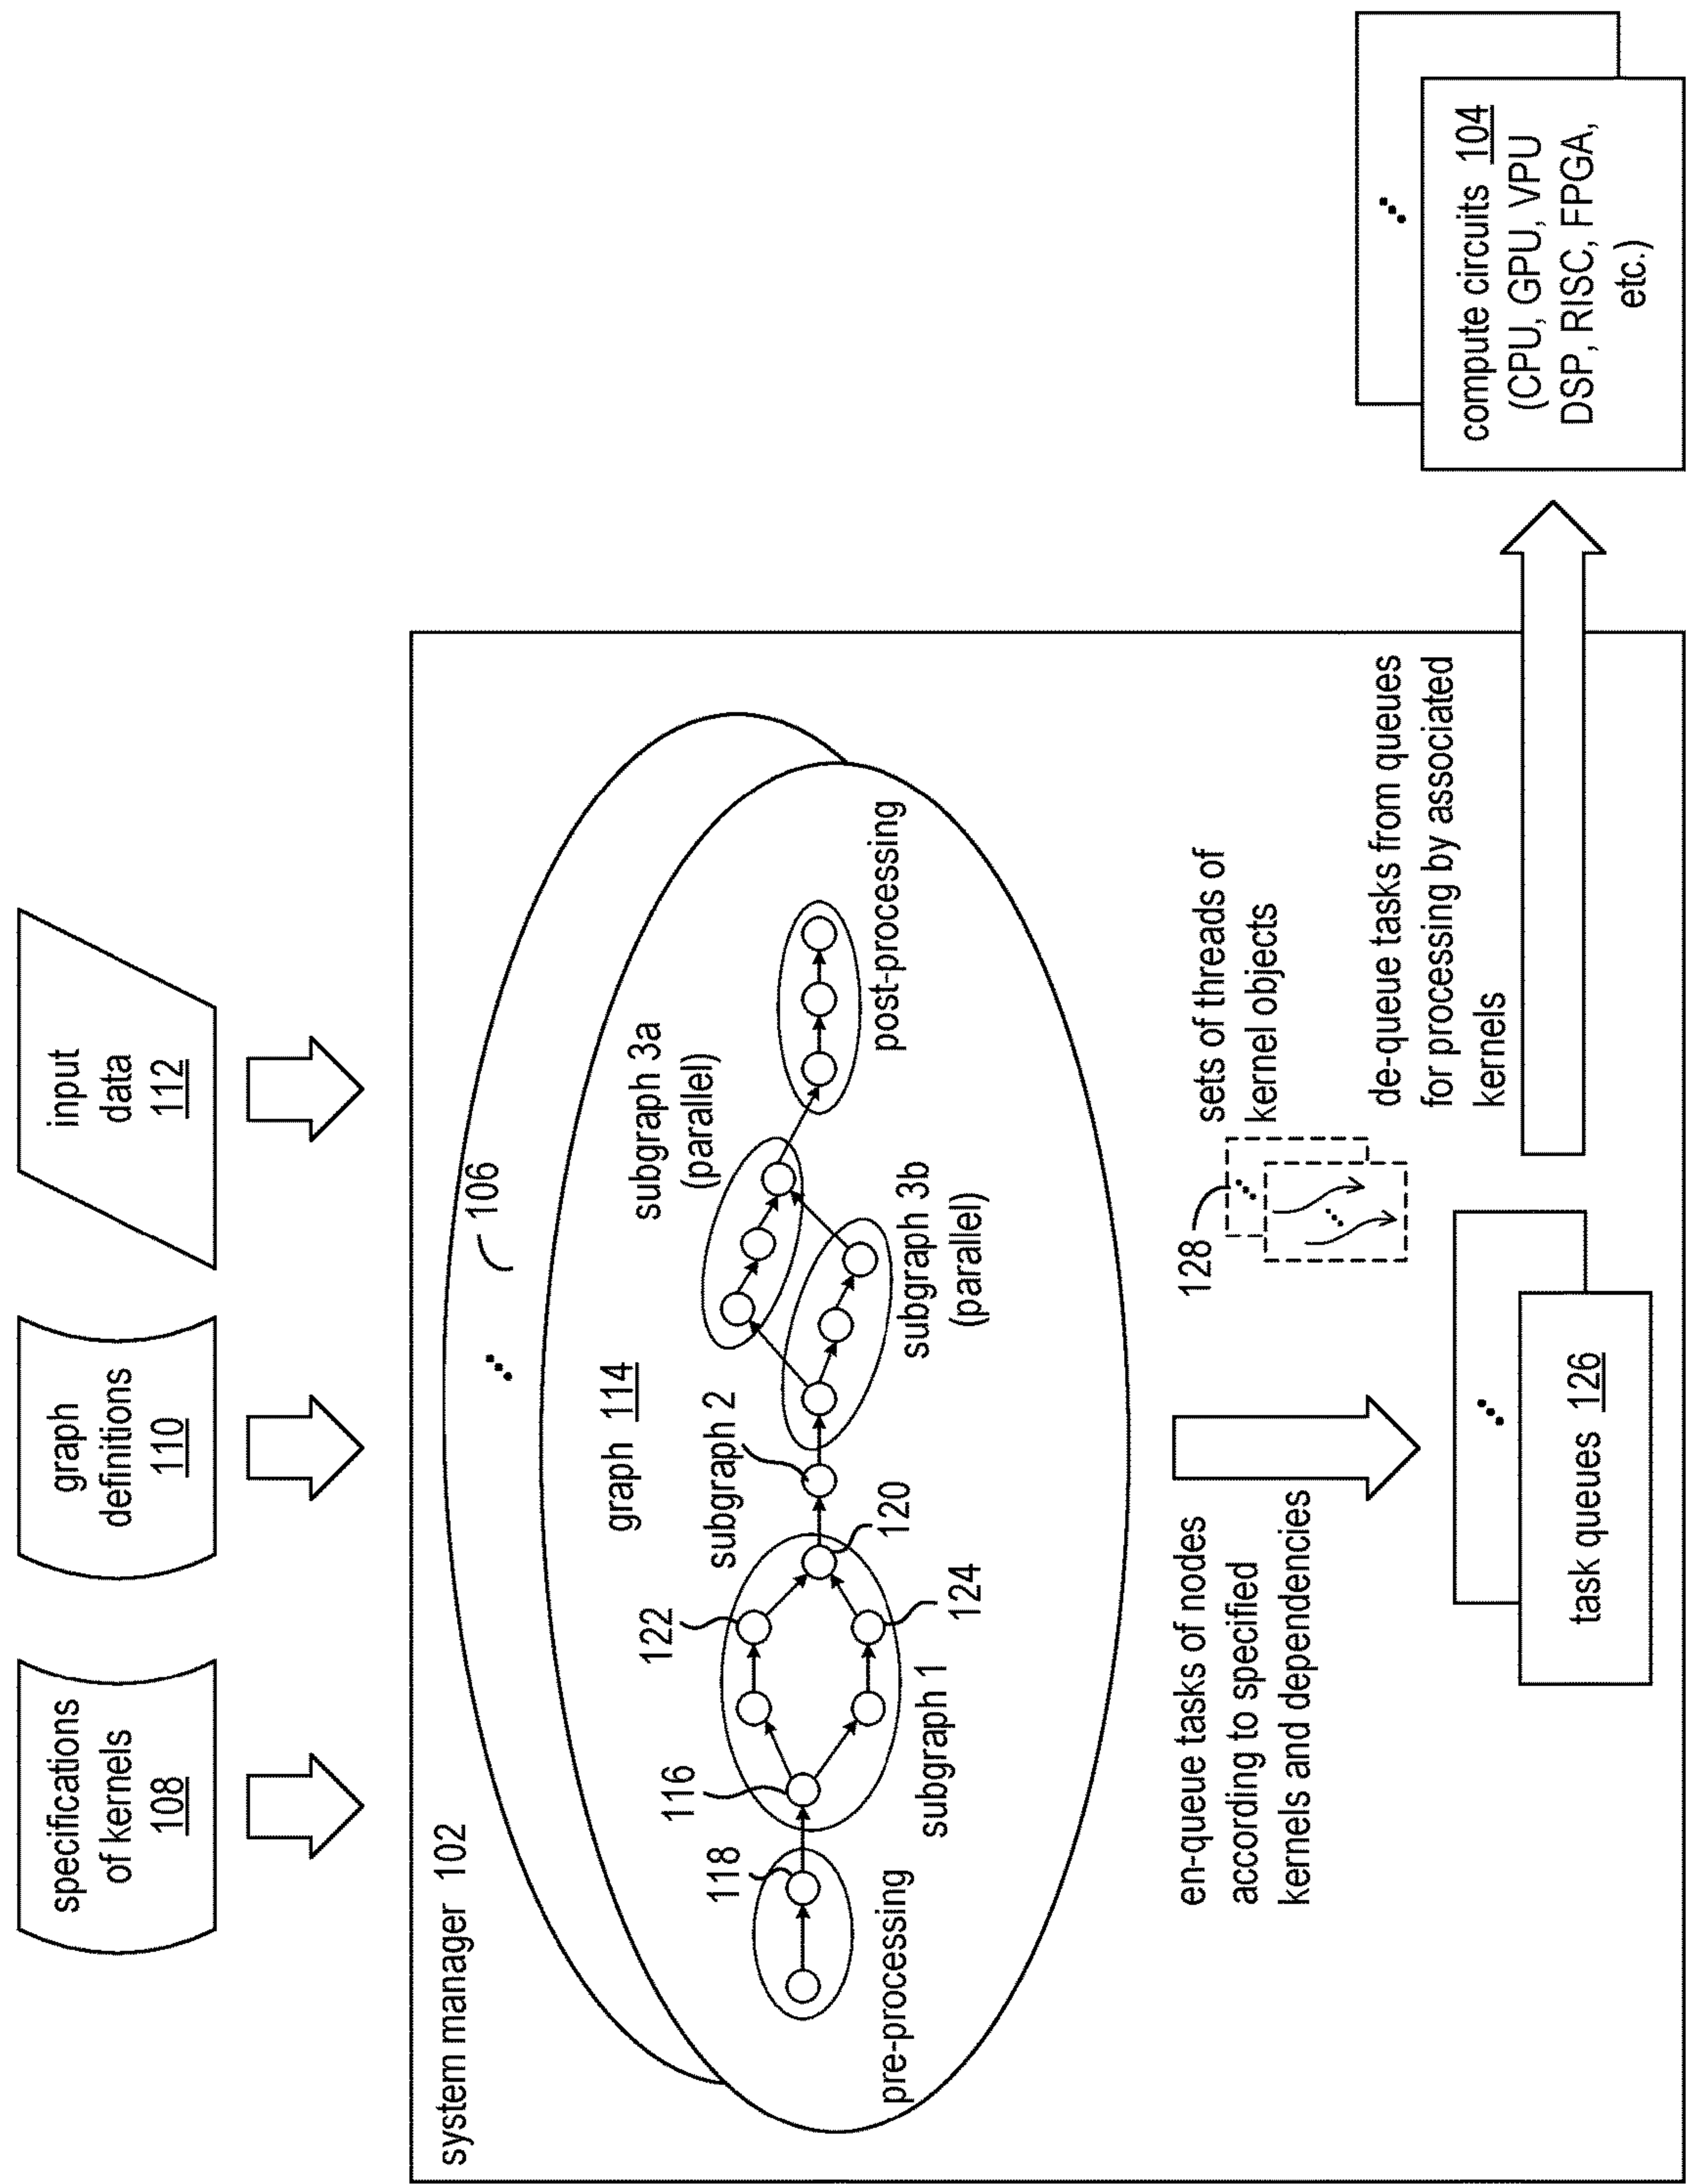 specifications
of kernels
108
graph
definitions
110
input
data
112
system manager 102
106
graph 114
subgraph 3a
(parallel)
subgraph 2
122
116
118
120
124
pre-processing
subgraph 1
subgraph 3b
(parallel)
post-processing
en-queue tasks of nodes
according to specified
kernels and dependencies
128
sets of threads of
kernel objects
de-queue tasks from queues
for processing by associated
kernels
task queues 126
compute circuits 104
(CPU, GPU, VPU
DSP, RISC, FPGA,
etc.)